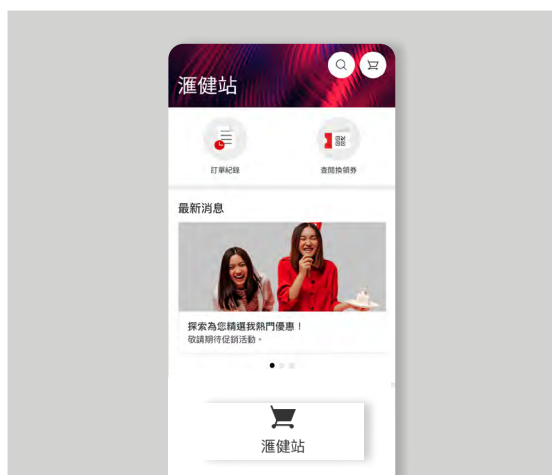 滙健站
訂單紀錄
查閲換領券
最新消息
探索為您精選我熱門優惠！
敬請期待促銷活動。
滙健站